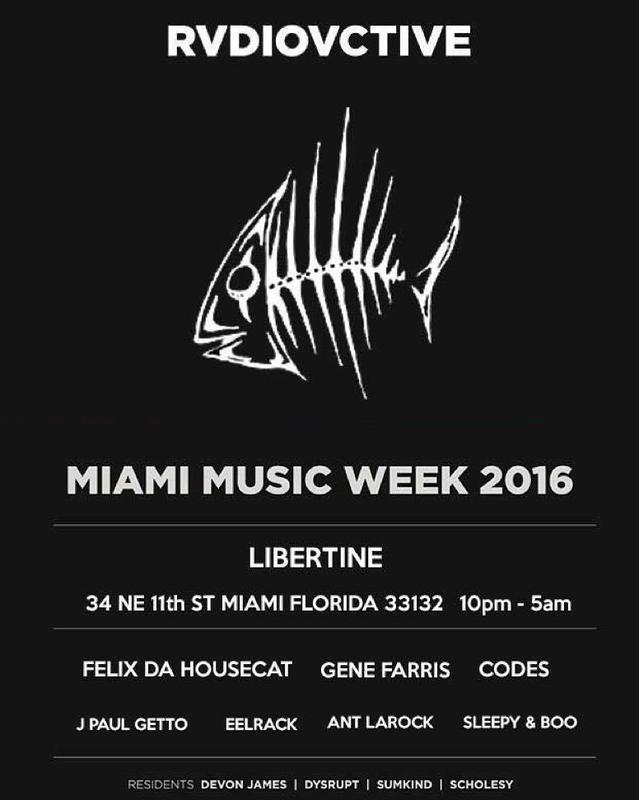 RVDIOVCTIVE
MIAMI MUSIC WEEK 2016
LIBERTINE
34 NE 11th ST MIAMI FLORIDA 33132 10pm - 5am
FELIX DA HOUSECAT GENE FARRIS CODES
J PAUL GETTO EELRACK ANT LAROCK SLEEPY & BOO
RESIDENTS DEVON JAMES | DYSRUPT | SUMKIND | SCHOLESY